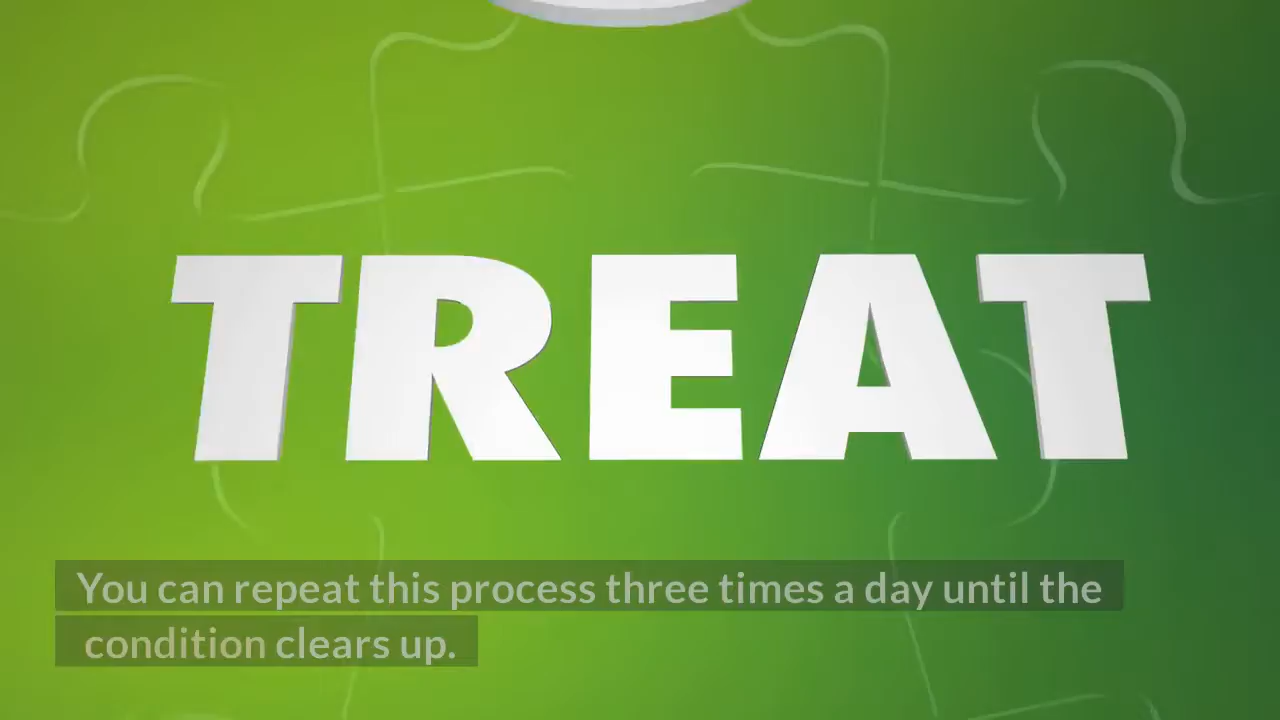 TREAT
You can repeat this process three times a day until the
condition clears up.